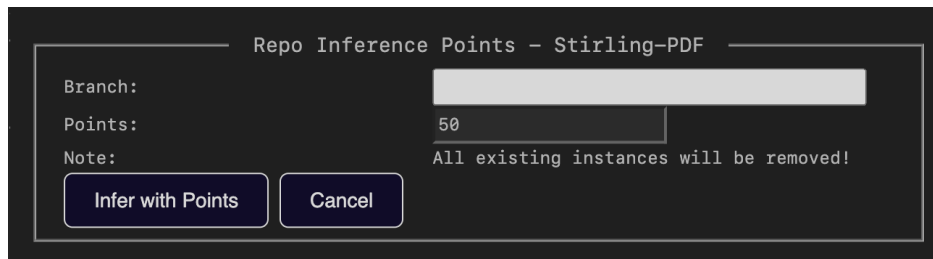 Repo Inference Points - Stirling-PDF
Branch:
Points: 50
Note: All existing instances will be removed!
Infer with Points Cancel